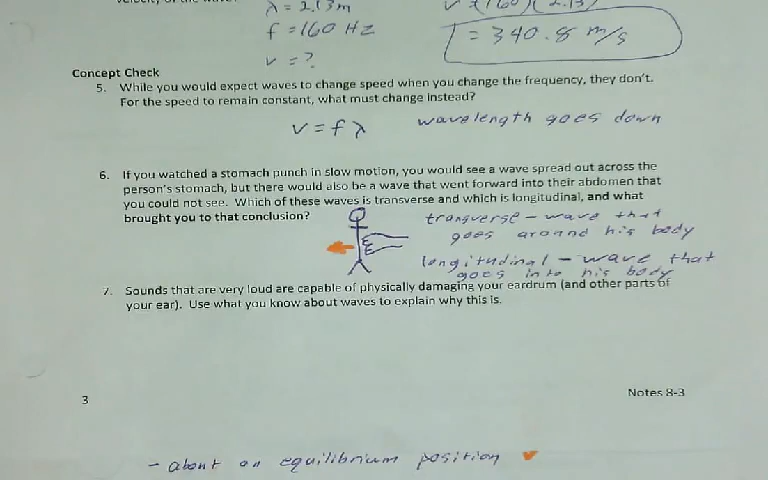 λ = 2.13m
f = 160 Hz
= 340.8 m/s
v = ?
Concept Check
5. While you would expect waves to change speed when you change the frequency, they don't.
For the speed to remain constant, what must change instead?
v = f λ wavelength goes down
6. If you watched a stomach punch in slow motion, you would see a wave spread out across the
person's stomach, but there would also be a wave that went forward into their abdomen that
you could not see. Which of these waves is transverse and which is longitudinal, and what
brought you to that conclusion?
transverse - wave that
goes around his body
longitudinal - wave that
goes into his body
7. Sounds that are very loud are capable of physically damaging your eardrum (and other parts of
your ear). Use what you know about waves to explain why this is.
3
Notes 8-3
- about an equilibrium position